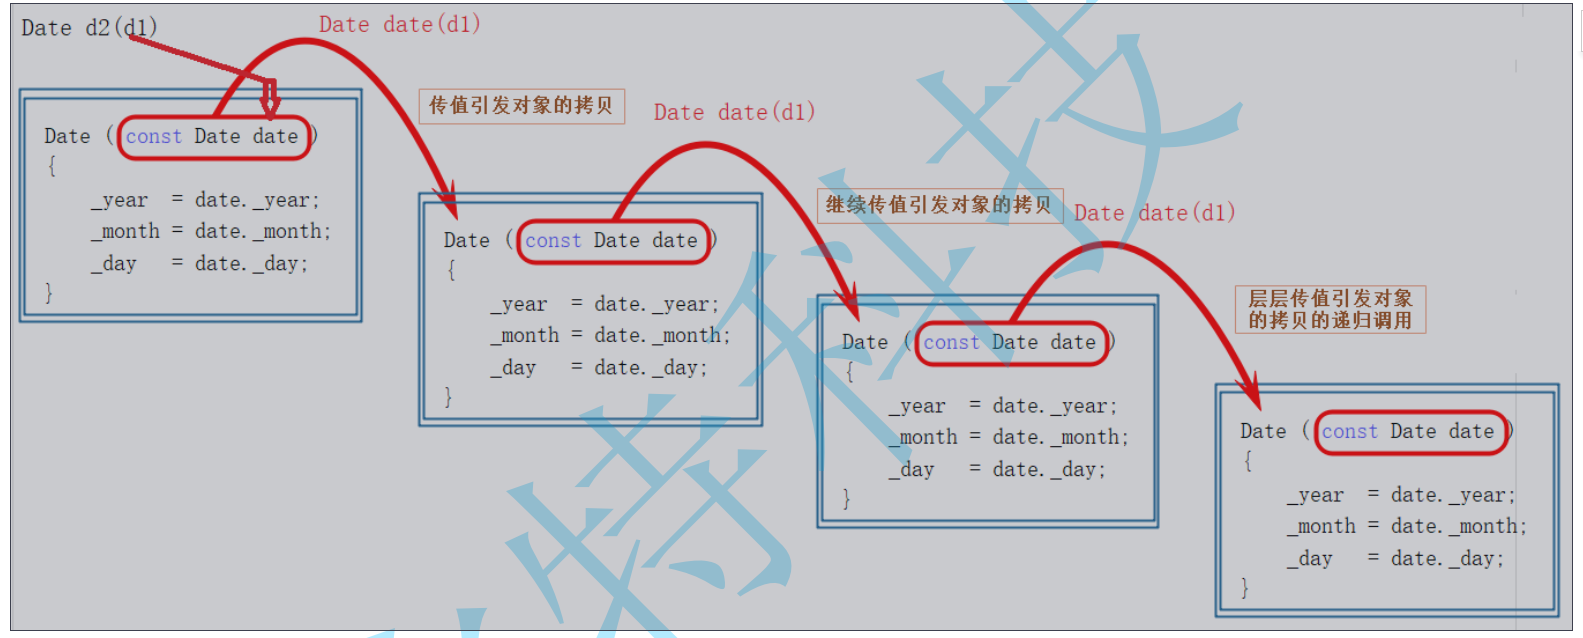 Date d2(d1)
Date date(d1)
Date (const Date date)
{
_year = date._year;
_month = date._month;
_day = date._day;
}
传值引发对象的拷贝
Date date(d1)
Date (const Date date)
{
_year = date._year;
_month = date._month;
_day = date._day;
}
继续传值引发对象的拷贝
Date date(d1)
Date (const Date date)
{
_year = date._year;
_month = date._month;
_day = date._day;
}
层层传值引发对象
的拷贝的递归调用
Date (const Date date)
{
_year = date._year;
_month = date._month;
_day = date._day;
}
特科技